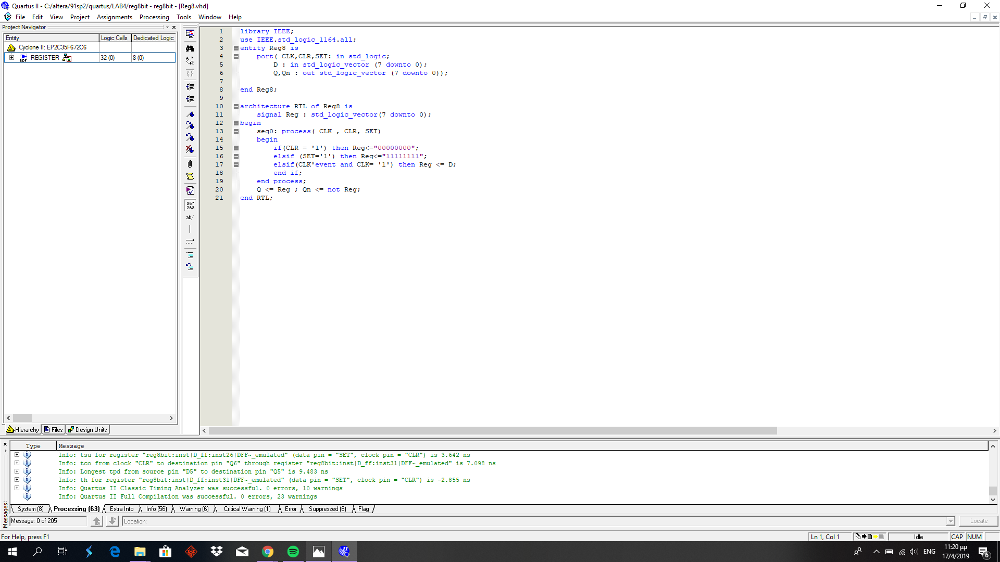 Quartus II - C:/altera/91sp2/quartus/LAB4/reg8bit - reg8bit - [Reg8.vhd]
File Edit View Project Assignments Processing Tools Window Help
Project Navigator
Entity Logic Cells Dedicated Logic
Cyclone II: EP2C35F672C6
BDF REGISTER 32 (0) 8 (0)
Hierarchy Files Design Units
267
268
ab/
1 library IEEE;
2 use IEEE.std_logic_1164.all;
3 entity Reg8 is
4 port( CLK,CLR,SET: in std_logic;
5 D : in std_logic_vector (7 downto 0);
6 Q,Qn : out std_logic_vector (7 downto 0));
7
8 end Reg8;
9
10 architecture RTL of Reg8 is
11 signal Reg : std_logic_vector(7 downto 0);
12 begin
13 seq0: process( CLK , CLR, SET)
14 begin
15 if(CLR = '1') then Reg<="00000000";
16 elsif (SET='1') then Reg<="11111111";
17 elsif(CLK'event and CLK= '1') then Reg <= D;
18 end if;
19 end process;
20 Q <= Reg ; Qn <= not Reg;
21 end RTL;
Type Message
Info: tsu for register "reg8bit:inst|D_ff:inst26|DFF~_emulated" (data pin = "SET", clock pin = "CLR") is 3.642 ns
Info: tco from clock "CLR" to destination pin "Q6" through register "reg8bit:inst|D_ff:inst31|DFF~_emulated" is 7.098 ns
Info: Longest tpd from source pin "D5" to destination pin "Q5" is 9.483 ns
Info: th for register "reg8bit:inst|D_ff:inst31|DFF~_emulated" (data pin = "SET", clock pin = "CLR") is -2.855 ns
Info: Quartus II Classic Timing Analyzer was successful. 0 errors, 10 warnings
Info: Quartus II Full Compilation was successful. 0 errors, 23 warnings
Messages
System (8) Processing (63) Extra Info Info (56) Warning (6) Critical Warning (1) Error Suppressed (6) Flag
Message: 0 of 205 Location: Locate
For Help, press F1 Ln 1, Col 1 Idle CAP NUM
ENG 11:20 μμ
17/4/2019
6